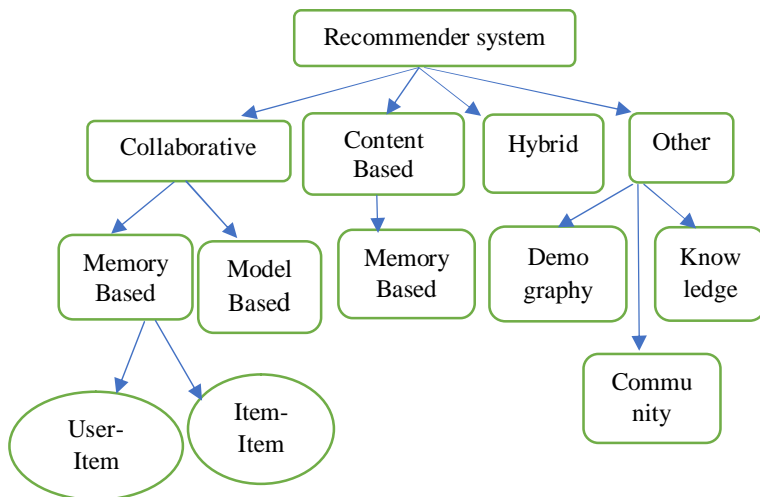 Recommender system
Collaborative
Content
Based
Hybrid
Other
Memory
Based
Model
Based
Memory
Based
Demo
graphy
Know
ledge
User-
Item
Item-
Item
Commu
nity